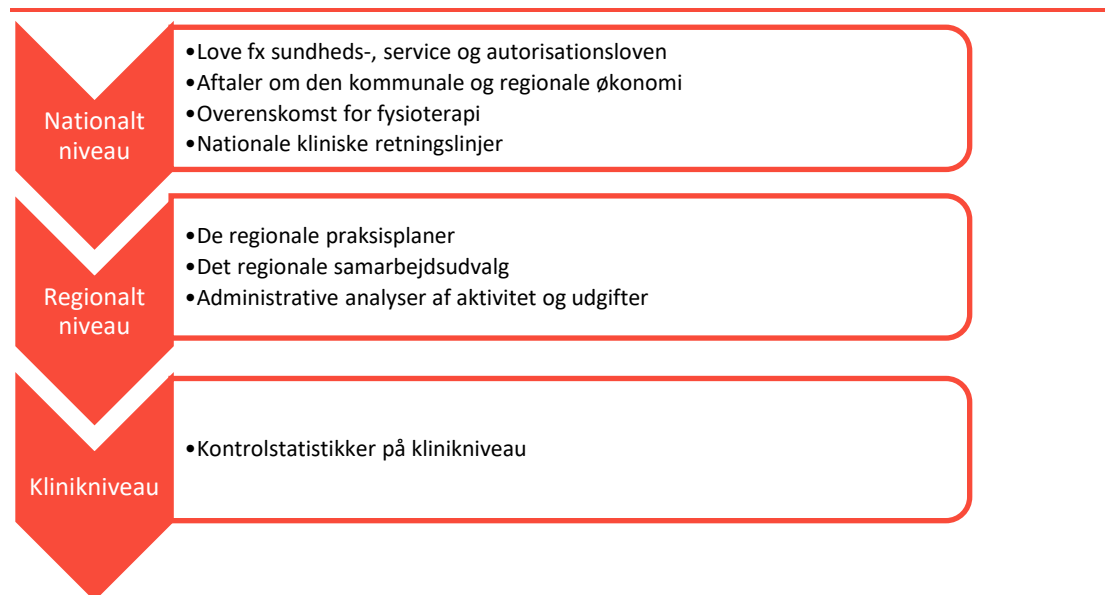 Nationalt
niveau
•Love fx sundheds-, service og autorisationsloven
•Aftaler om den kommunale og regionale økonomi
•Overenskomst for fysioterapi
•Nationale kliniske retningslinjer
Regionalt
niveau
•De regionale praksisplaner
•Det regionale samarbejdsudvalg
•Administrative analyser af aktivitet og udgifter
Klinikniveau
•Kontrolstatistikker på klinikniveau